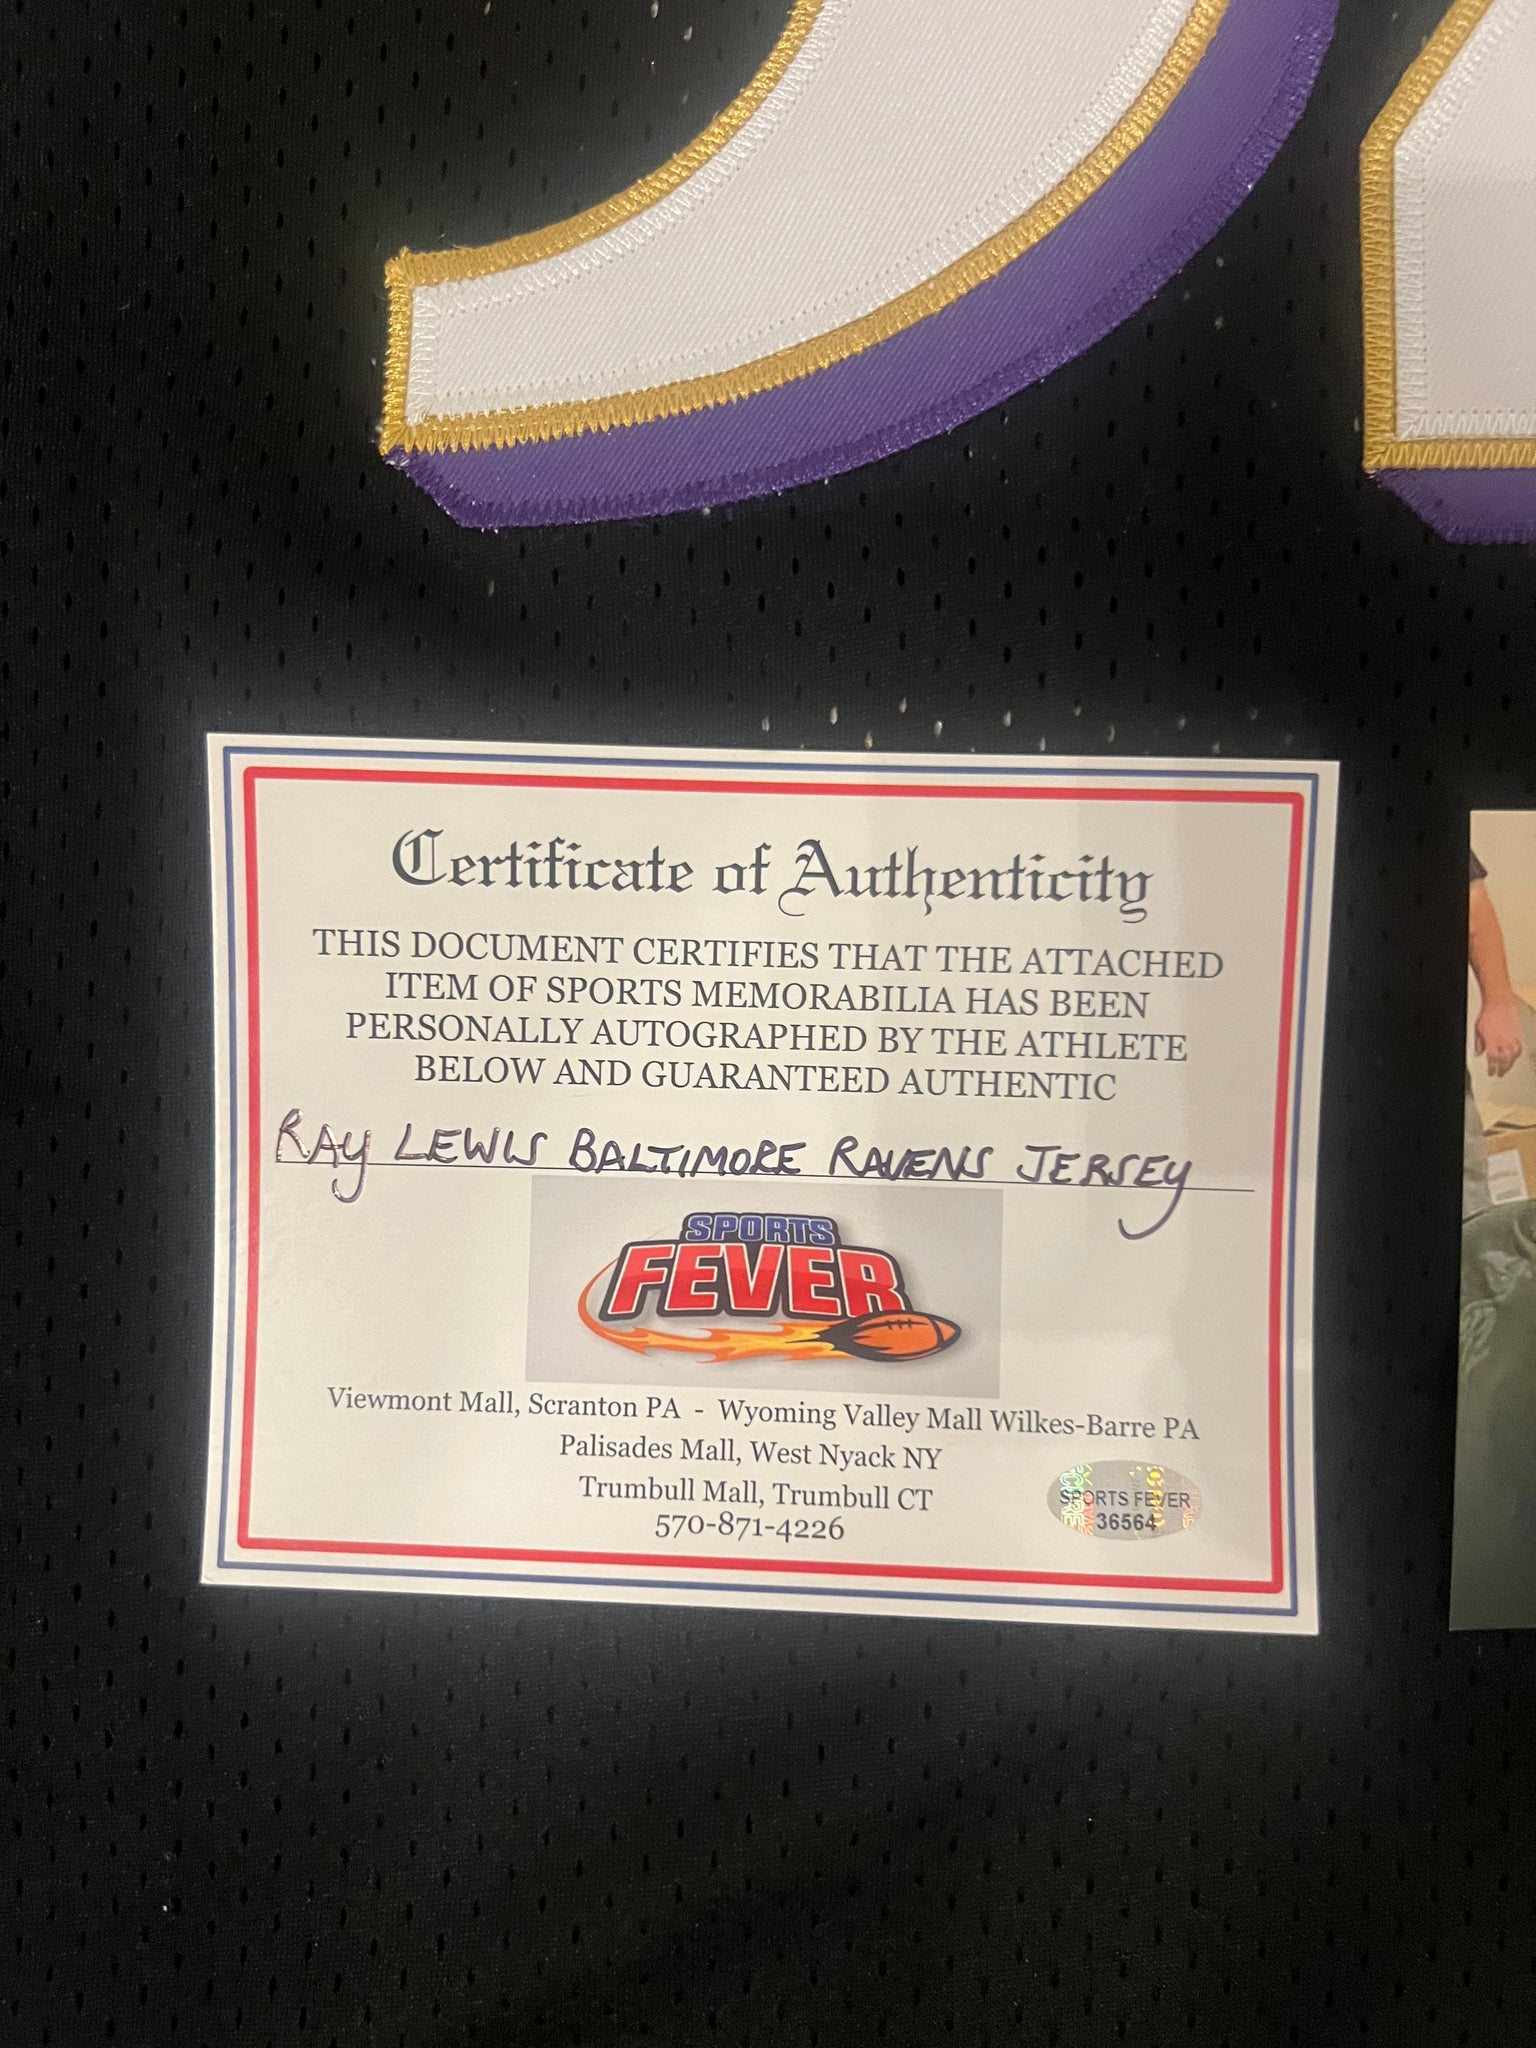 Certificate of Authenticity
THIS DOCUMENT CERTIFIES THAT THE ATTACHED
ITEM OF SPORTS MEMORABILIA HAS BEEN
PERSONALLY AUTOGRAPHED BY THE ATHLETE
BELOW AND GUARANTEED AUTHENTIC
RAY LEWIS BALTIMORE RAVENS JERSEY
SPORTS
FEVER
Viewmont Mall, Scranton PA - Wyoming Valley Mall Wilkes-Barre PA
Palisades Mall, West Nyack NY
Trumbull Mall, Trumbull CT
570-871-4226
SPORTS FEVER
36564